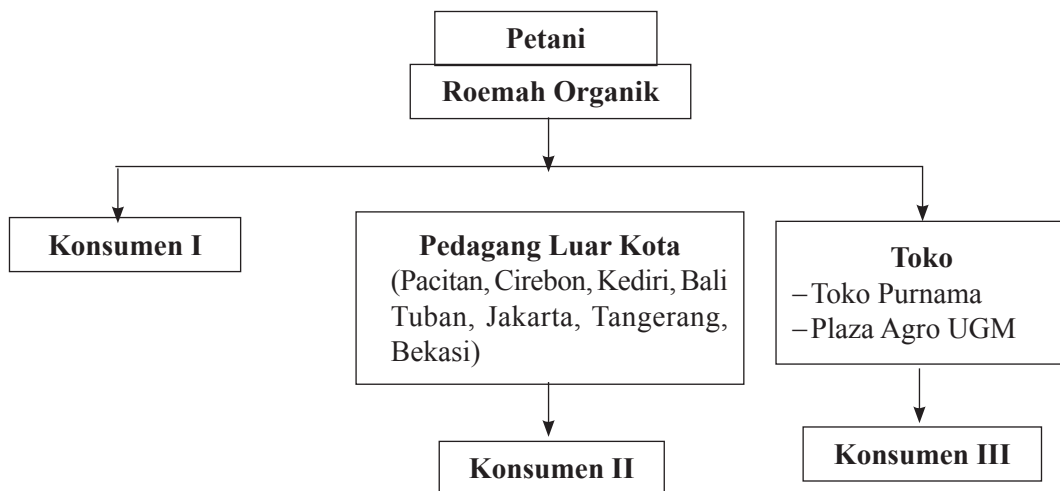 Petani
Roemah Organik
Konsumen I
Pedagang Luar Kota
(Pacitan, Cirebon, Kediri, Bali
Tuban, Jakarta, Tangerang,
Bekasi)
Toko
–Toko Purnama
–Plaza Agro UGM
Konsumen II
Konsumen III